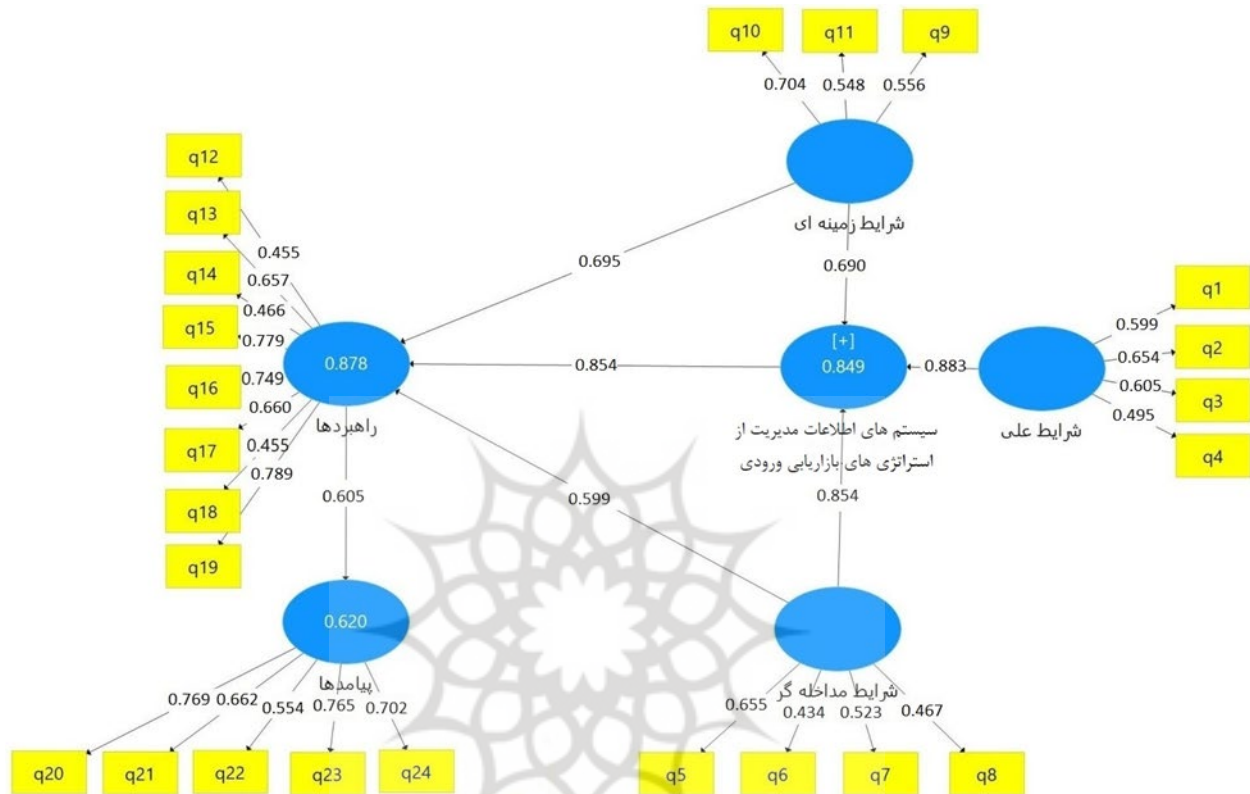 q10
q11
q9
0.704
0.548
0.556
شرایط زمینه ای
q12
q13
q14
q15
q16
q17
q18
q19
0.455
0.657
0.466
0.779
0.749
0.660
0.455
0.789
0.878
راهبردها
0.695
0.690
0.854
[+]
0.849
سیستم های اطلاعات مدیریت از
استراتژی های بازاریابی ورودی
0.883
شرایط علی
0.599
0.654
0.605
0.495
q1
q2
q3
q4
0.605
0.599
0.854
0.620
پیامدها
0.769
0.662
0.554
0.765
0.702
q20
q21
q22
q23
q24
شرایط مداخله گر
0.655
0.434
0.523
0.467
q5
q6
q7
q8